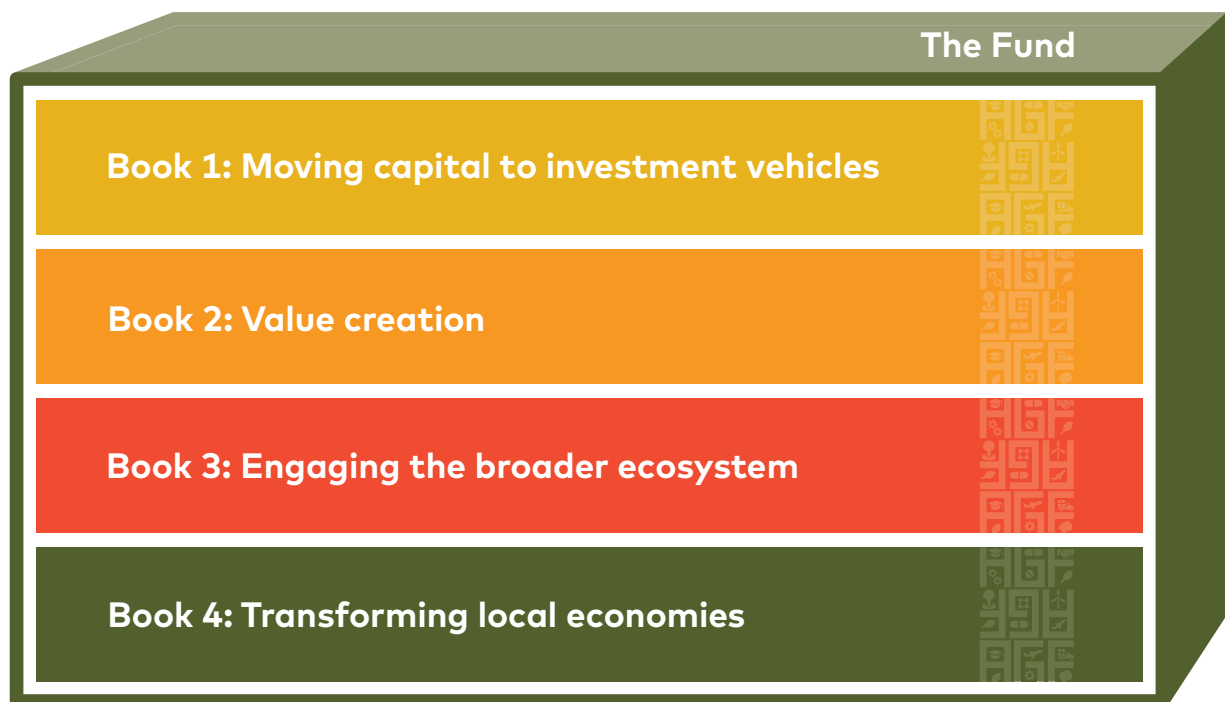 The Fund
Book 1: Moving capital to investment vehicles
Book 2: Value creation
Book 3: Engaging the broader ecosystem
Book 4: Transforming local economies